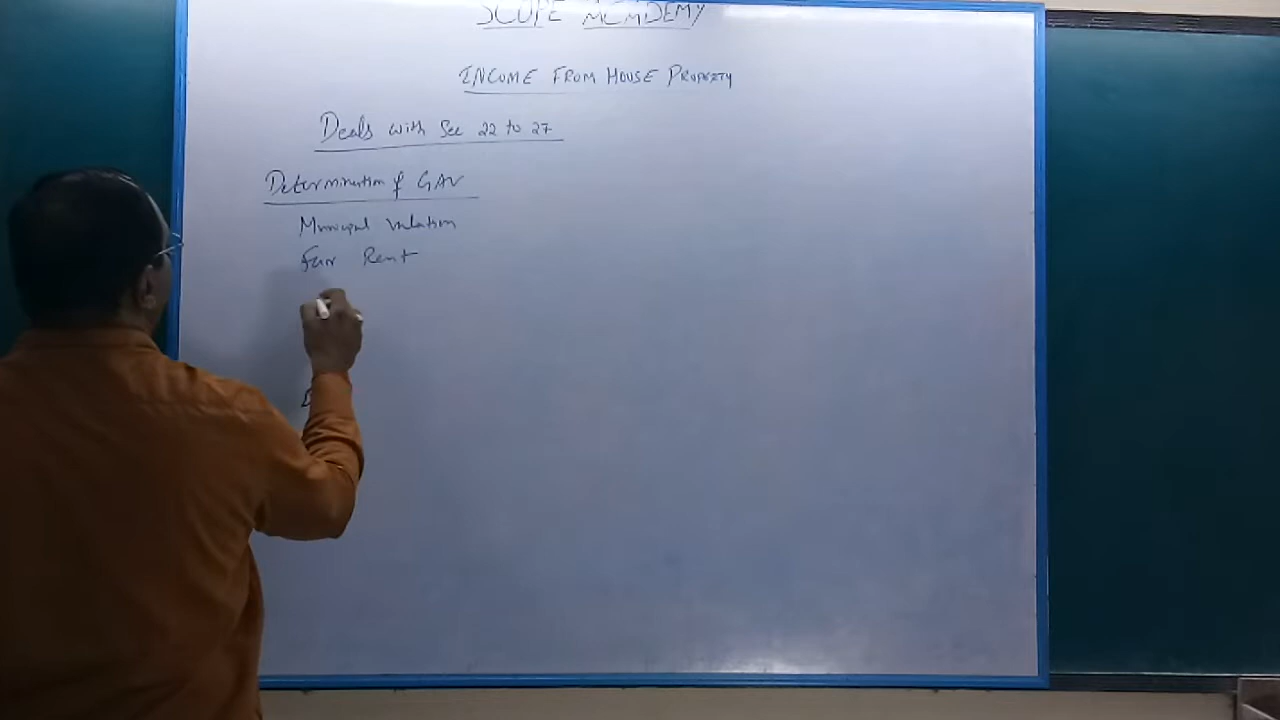 SCOPE ACADEMY
INCOME FROM HOUSE PROPERTY
Deals with Sec 22 to 27
Determination of GAV
Municipal Valuation
Fair Rent